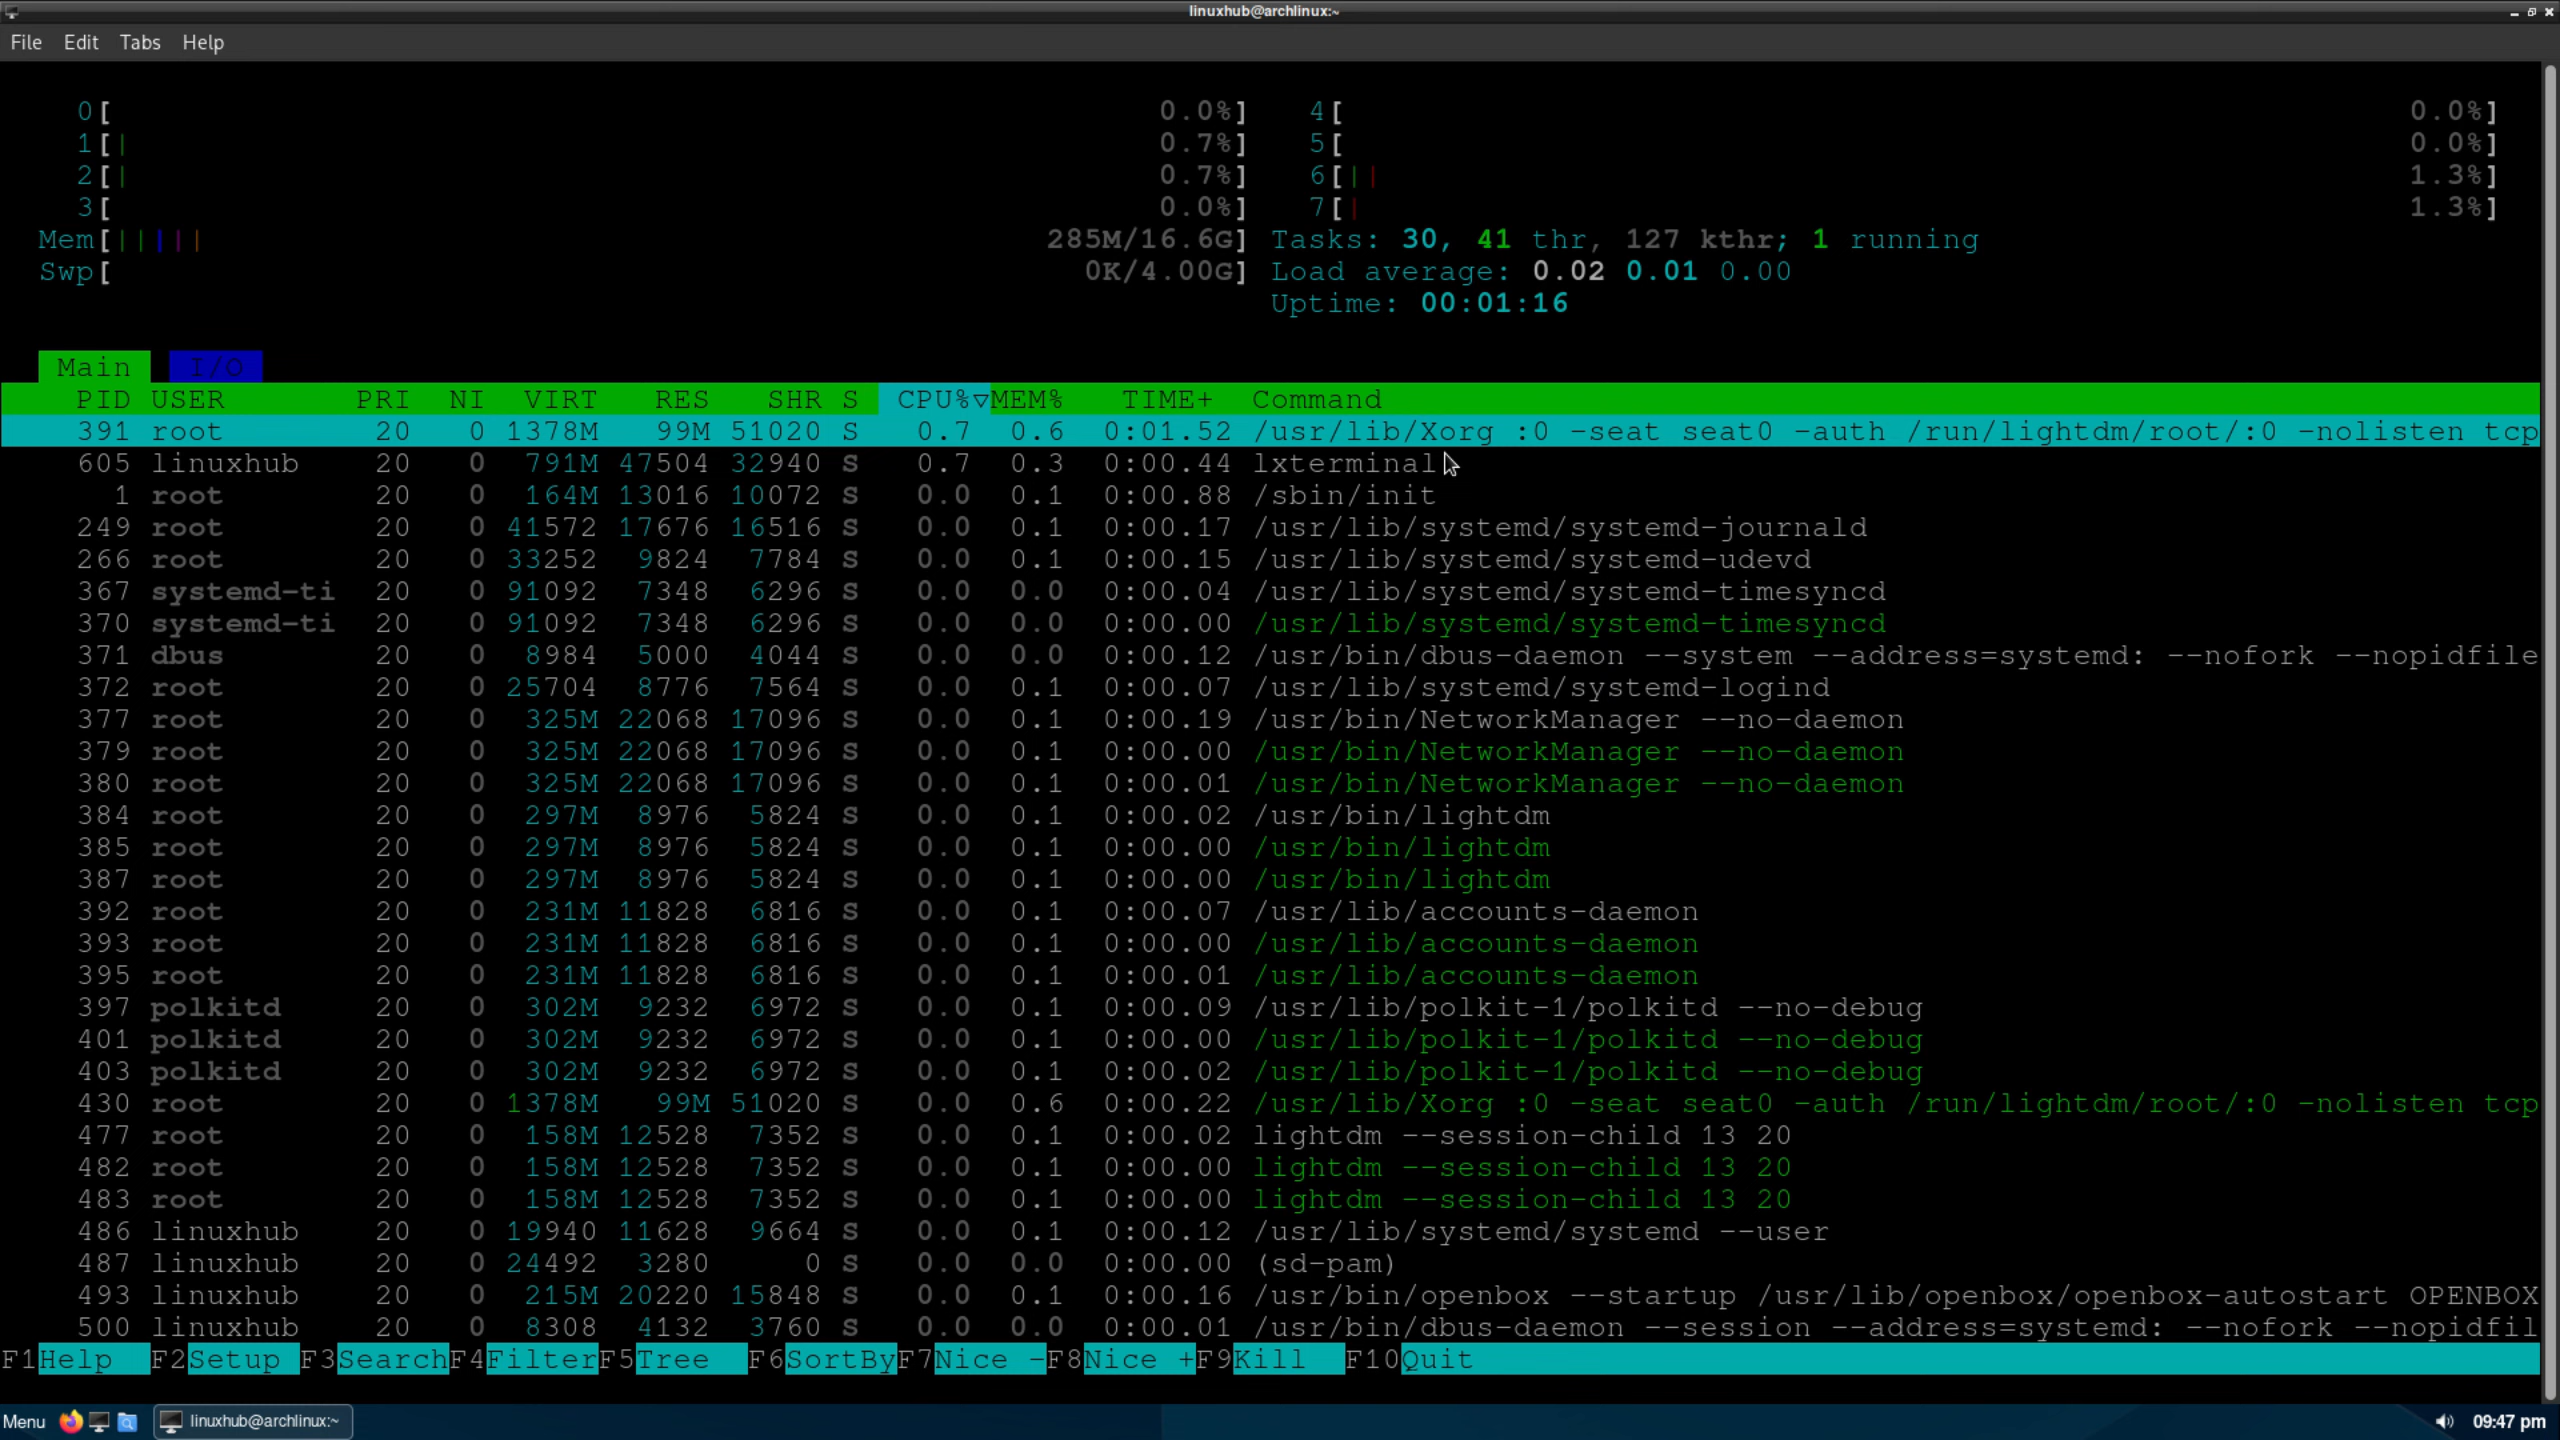 linuxhub@archlinux:~
File Edit Tabs Help
0[ 0.0%] 4[ 0.0%]
1[| 0.7%] 5[ 0.0%]
2[| 0.7%] 6[|| 1.3%]
3[ 0.0%] 7[| 1.3%]
Mem[||||| 285M/16.6G] Tasks: 30, 41 thr, 127 kthr; 1 running
Swp[ 0K/4.00G] Load average: 0.02 0.01 0.00
Uptime: 00:01:16
Main I/O
PID USER PRI NI VIRT RES SHR S CPU%▽MEM% TIME+ Command
391 root 20 0 1378M 99M 51020 S 0.7 0.6 0:01.52 /usr/lib/Xorg :0 -seat seat0 -auth /run/lightdm/root/:0 -nolisten tcp
605 linuxhub 20 0 791M 47504 32940 S 0.7 0.3 0:00.44 lxterminal
1 root 20 0 164M 13016 10072 S 0.0 0.1 0:00.88 /sbin/init
249 root 20 0 41572 17676 16516 S 0.0 0.1 0:00.17 /usr/lib/systemd/systemd-journald
266 root 20 0 33252 9824 7784 S 0.0 0.1 0:00.15 /usr/lib/systemd/systemd-udevd
367 systemd-ti 20 0 91092 7348 6296 S 0.0 0.0 0:00.04 /usr/lib/systemd/systemd-timesyncd
370 systemd-ti 20 0 91092 7348 6296 S 0.0 0.0 0:00.00 /usr/lib/systemd/systemd-timesyncd
371 dbus 20 0 8984 5000 4044 S 0.0 0.0 0:00.12 /usr/bin/dbus-daemon --system --address=systemd: --nofork --nopidfile
372 root 20 0 25704 8776 7564 S 0.0 0.1 0:00.07 /usr/lib/systemd/systemd-logind
377 root 20 0 325M 22068 17096 S 0.0 0.1 0:00.19 /usr/bin/NetworkManager --no-daemon
379 root 20 0 325M 22068 17096 S 0.0 0.1 0:00.00 /usr/bin/NetworkManager --no-daemon
380 root 20 0 325M 22068 17096 S 0.0 0.1 0:00.01 /usr/bin/NetworkManager --no-daemon
384 root 20 0 297M 8976 5824 S 0.0 0.1 0:00.02 /usr/bin/lightdm
385 root 20 0 297M 8976 5824 S 0.0 0.1 0:00.00 /usr/bin/lightdm
387 root 20 0 297M 8976 5824 S 0.0 0.1 0:00.00 /usr/bin/lightdm
392 root 20 0 231M 11828 6816 S 0.0 0.1 0:00.07 /usr/lib/accounts-daemon
393 root 20 0 231M 11828 6816 S 0.0 0.1 0:00.00 /usr/lib/accounts-daemon
395 root 20 0 231M 11828 6816 S 0.0 0.1 0:00.01 /usr/lib/accounts-daemon
397 polkitd 20 0 302M 9232 6972 S 0.0 0.1 0:00.09 /usr/lib/polkit-1/polkitd --no-debug
401 polkitd 20 0 302M 9232 6972 S 0.0 0.1 0:00.00 /usr/lib/polkit-1/polkitd --no-debug
403 polkitd 20 0 302M 9232 6972 S 0.0 0.1 0:00.02 /usr/lib/polkit-1/polkitd --no-debug
430 root 20 0 1378M 99M 51020 S 0.0 0.6 0:00.22 /usr/lib/Xorg :0 -seat seat0 -auth /run/lightdm/root/:0 -nolisten tcp
477 root 20 0 158M 12528 7352 S 0.0 0.1 0:00.02 lightdm --session-child 13 20
482 root 20 0 158M 12528 7352 S 0.0 0.1 0:00.00 lightdm --session-child 13 20
483 root 20 0 158M 12528 7352 S 0.0 0.1 0:00.00 lightdm --session-child 13 20
486 linuxhub 20 0 19940 11628 9664 S 0.0 0.1 0:00.12 /usr/lib/systemd/systemd --user
487 linuxhub 20 0 24492 3280 0 S 0.0 0.0 0:00.00 (sd-pam)
493 linuxhub 20 0 215M 20220 15848 S 0.0 0.1 0:00.16 /usr/bin/openbox --startup /usr/lib/openbox/openbox-autostart OPENBOX
500 linuxhub 20 0 8308 4132 3760 S 0.0 0.0 0:00.01 /usr/bin/dbus-daemon --session --address=systemd: --nofork --nopidfil
F1Help F2Setup F3SearchF4FilterF5Tree F6SortByF7Nice -F8Nice +F9Kill F10Quit
Menu linuxhub@archlinux:~ 09:47 pm